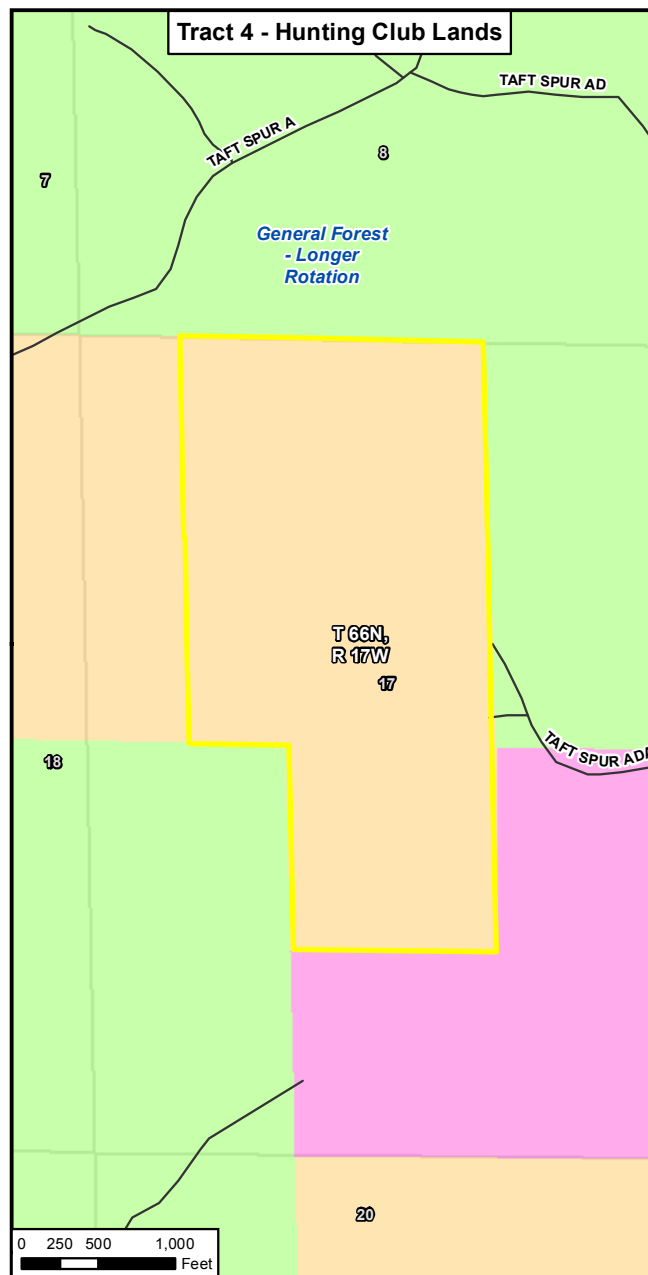 Tract 4 - Hunting Club Lands
TAFT SPUR AD
TAFT SPUR A
8
7
General Forest
- Longer
Rotation
T 66N,
R 17W
17
TAFT SPUR ADA
18
20
0 250 500 1,000
Feet